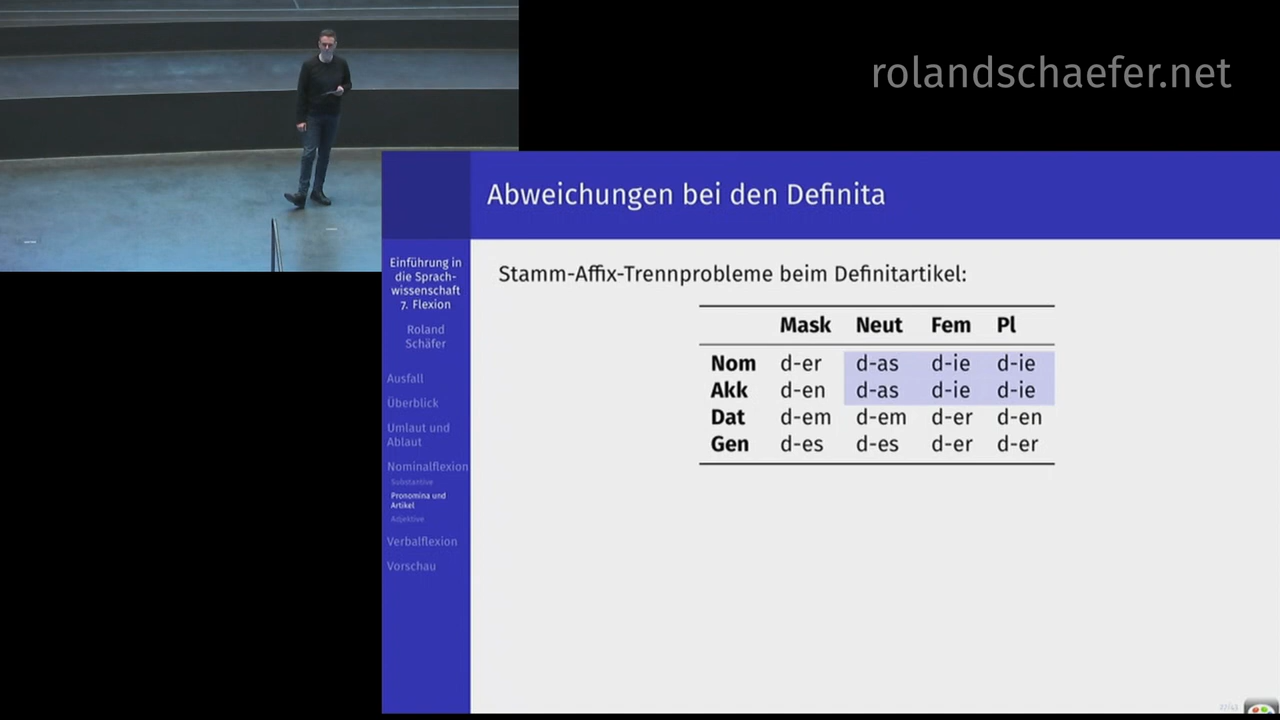 rolandschaefer.net
Abweichungen bei den Definita
Einführung in
die Sprach-
wissenschaft
7. Flexion
Roland
Schäfer
Ausfall
Überblick
Umlaut und
Ablaut
Nominalflexion
Substantive
Pronomina und
Artikel
Adjektive
Verbalflexion
Vorschau
Stamm-Affix-Trennprobleme beim Definitartikel:
Mask Neut Fem Pl
Nom d-er d-as d-ie d-ie
Akk d-en d-as d-ie d-ie
Dat d-em d-em d-er d-en
Gen d-es d-es d-er d-er